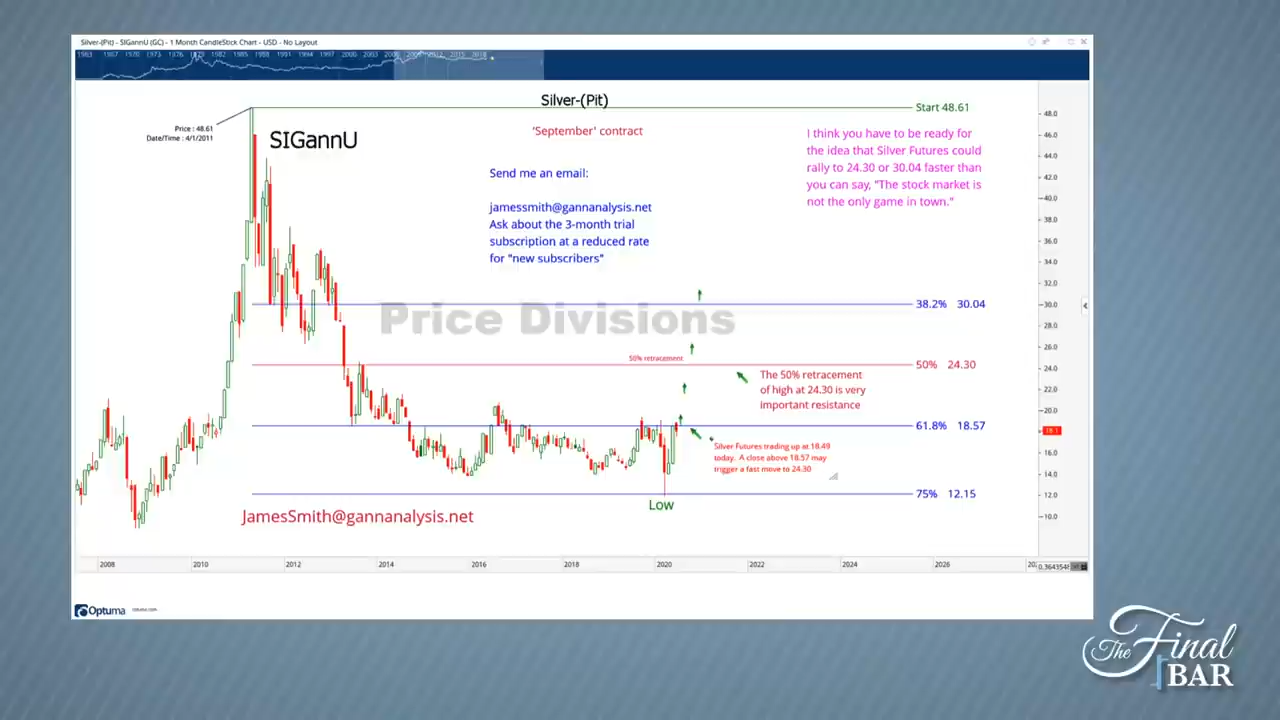 Silver-(Pit) - SIGannU (GC) - 1 Month CandleStick Chart - USD - No Layout
Silver-(Pit)
Start 48.61
Price : 48.61
Date/Time : 4/1/2011
SIGannU
'September' contract
I think you have to be ready for
the idea that Silver Futures could
rally to 24.30 or 30.04 faster than
you can say, "The stock market is
not the only game in town."
Send me an email:
jamessmith@gannanalysis.net
Ask about the 3-month trial
subscription at a reduced rate
for "new subscribers"
38.2% 30.04
Price Divisions
50% retracement
50% 24.30
The 50% retracement
of high at 24.30 is very
important resistance
61.8% 18.57
Silver Futures trading up at 18.49
today. A close above 18.57 may
trigger a fast move to 24.30
75% 12.15
Low
JamesSmith@gannanalysis.net
48.0
46.0
44.0
42.0
40.0
38.0
36.0
34.0
32.0
30.0
28.0
26.0
24.0
22.0
20.0
18.1
16.0
14.0
12.0
10.0
2008 2010 2012 2014 2016 2018 2020 2022 2024 2026
Optuma optuma.com
The Final
BAR